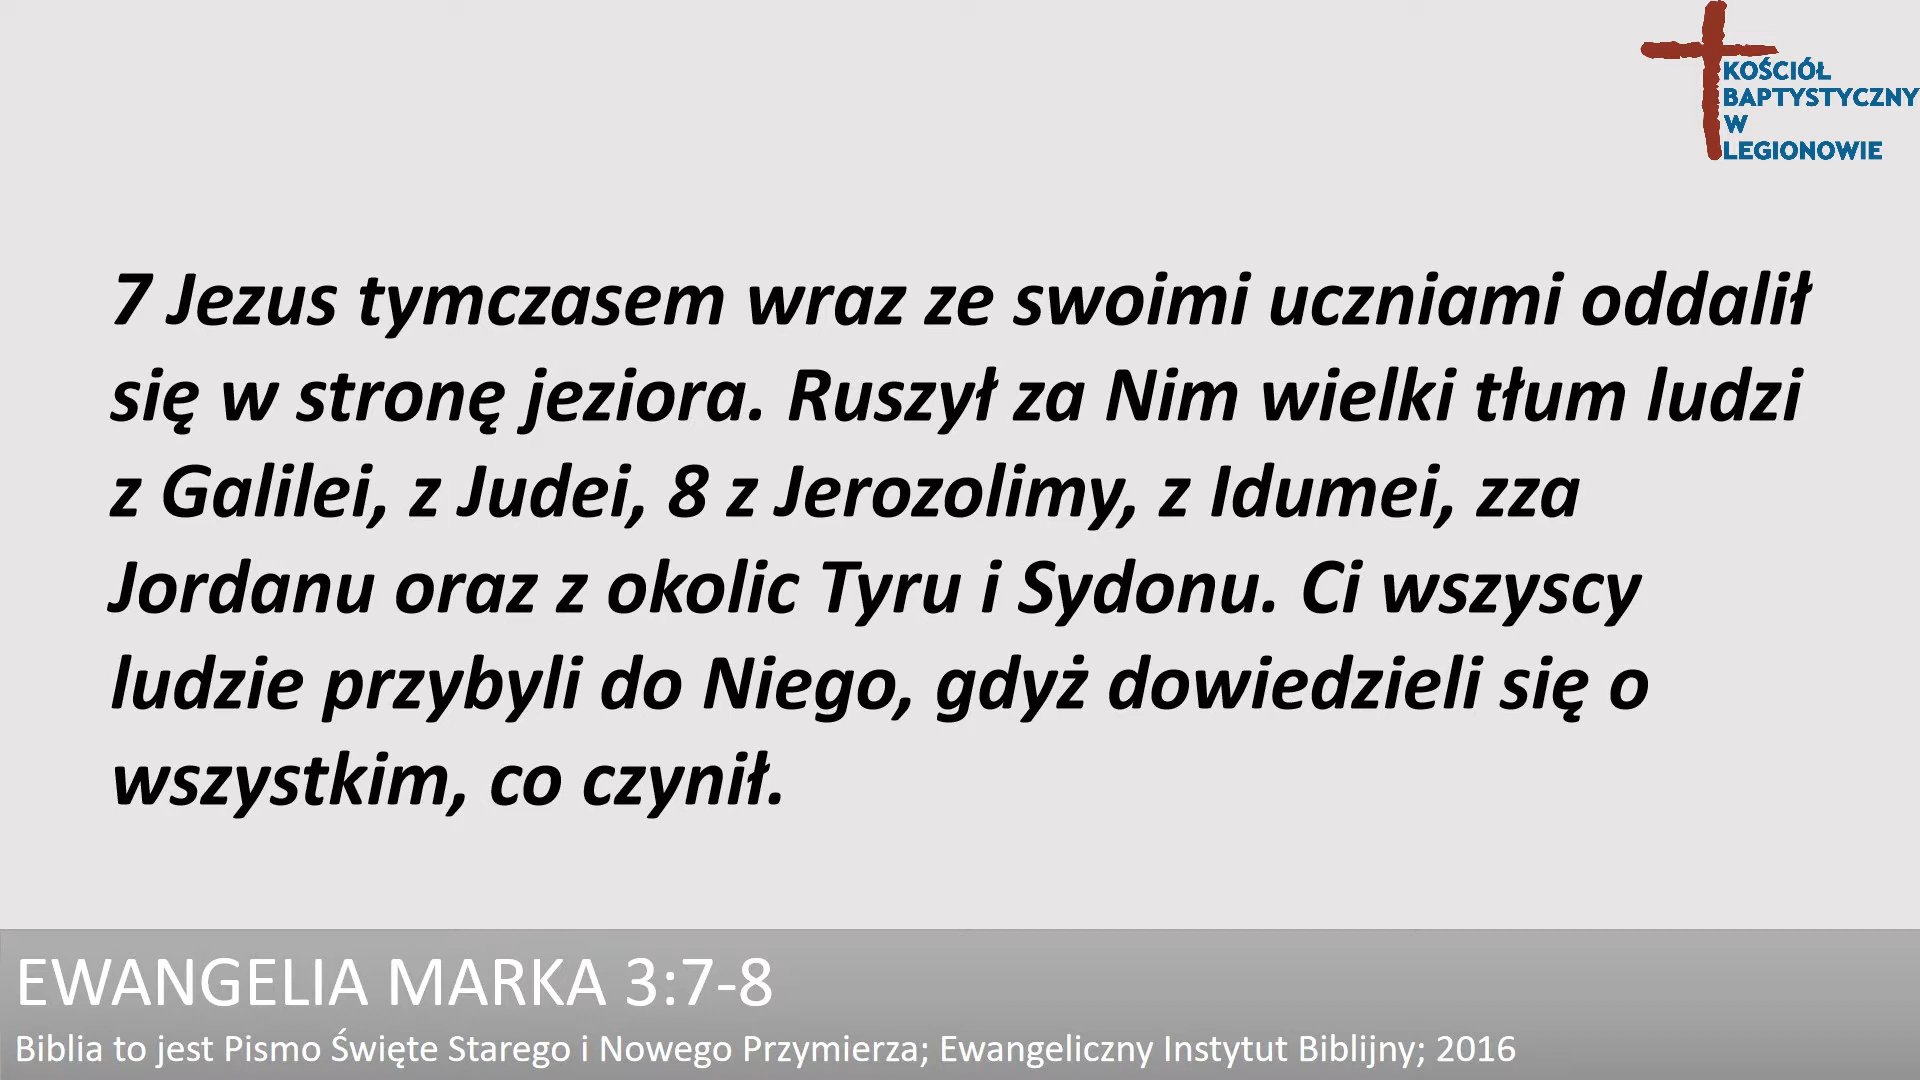 KOŚCIÓŁ
BAPTYSTYCZNY
W
LEGIONOWIE
7 Jezus tymczasem wraz ze swoimi uczniami oddalił
się w stronę jeziora. Ruszył za Nim wielki tłum ludzi
z Galilei, z Judei, 8 z Jerozolimy, z Idumei, zza
Jordanu oraz z okolic Tyru i Sydonu. Ci wszyscy
ludzie przybyli do Niego, gdyż dowiedzieli się o
wszystkim, co czynił.
EWANGELIA MARKA 3:7-8
Biblia to jest Pismo Święte Starego i Nowego Przymierza; Ewangeliczny Instytut Biblijny; 2016